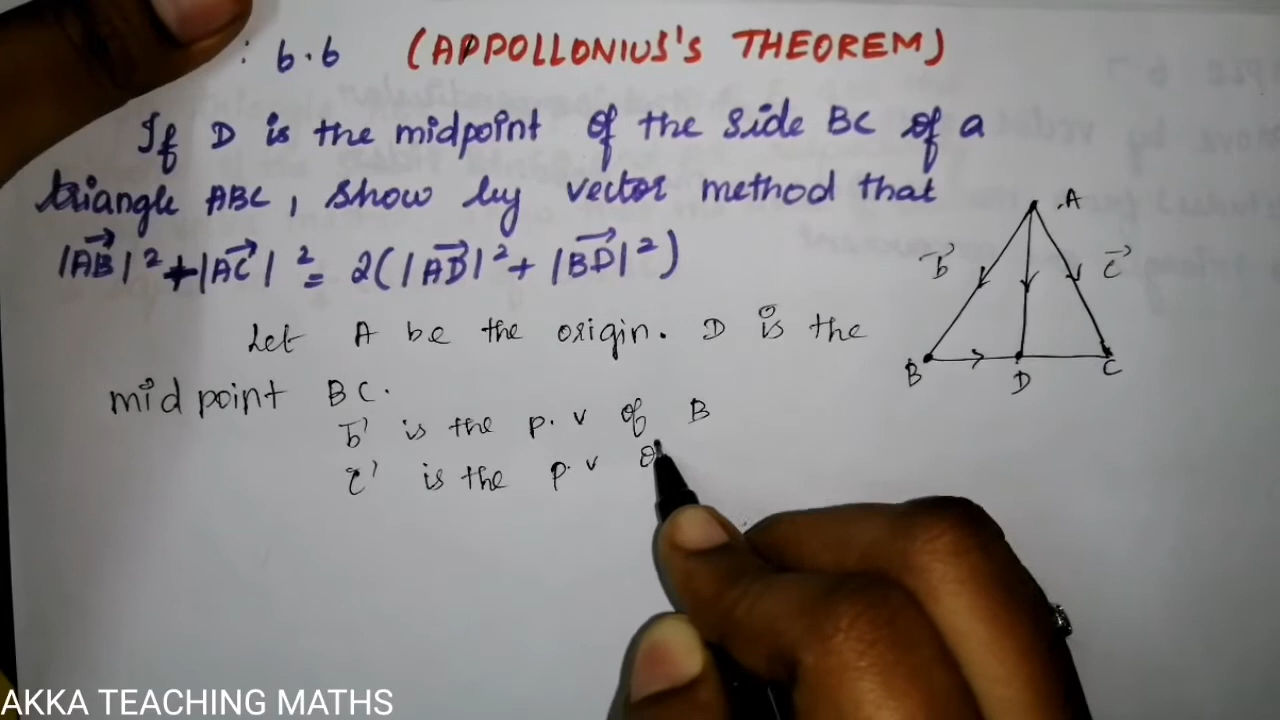 : 6.6 (APPOLLONIUS's THEOREM)
If D is the midpoint of the side BC of a
triangle ABC, show by vector method that
|AB⃗|² + |AC⃗|² = 2(|AD⃗|² + |BD⃗|²)
A
b⃗ c⃗
B D C
Let A be the origin. D is the
midpoint BC.
b⃗ is the p.v of B
c⃗ is the p.v
AKKA TEACHING MATHS